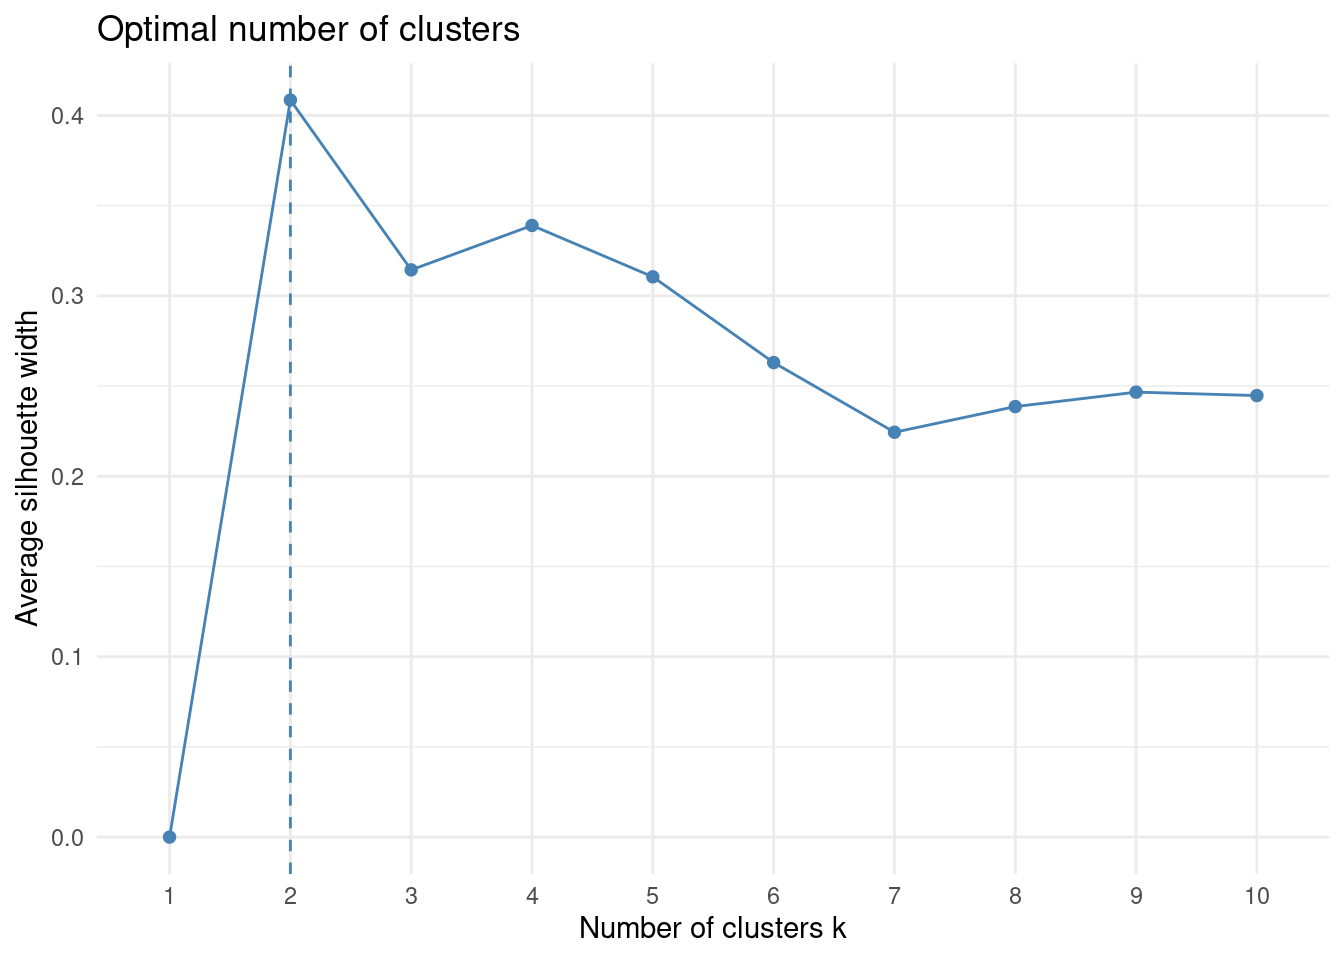 Optimal number of clusters
Average silhouette width
0.4
0.3
0.2
0.1
0.0
1 2 3 4 5 6 7 8 9 10
Number of clusters k